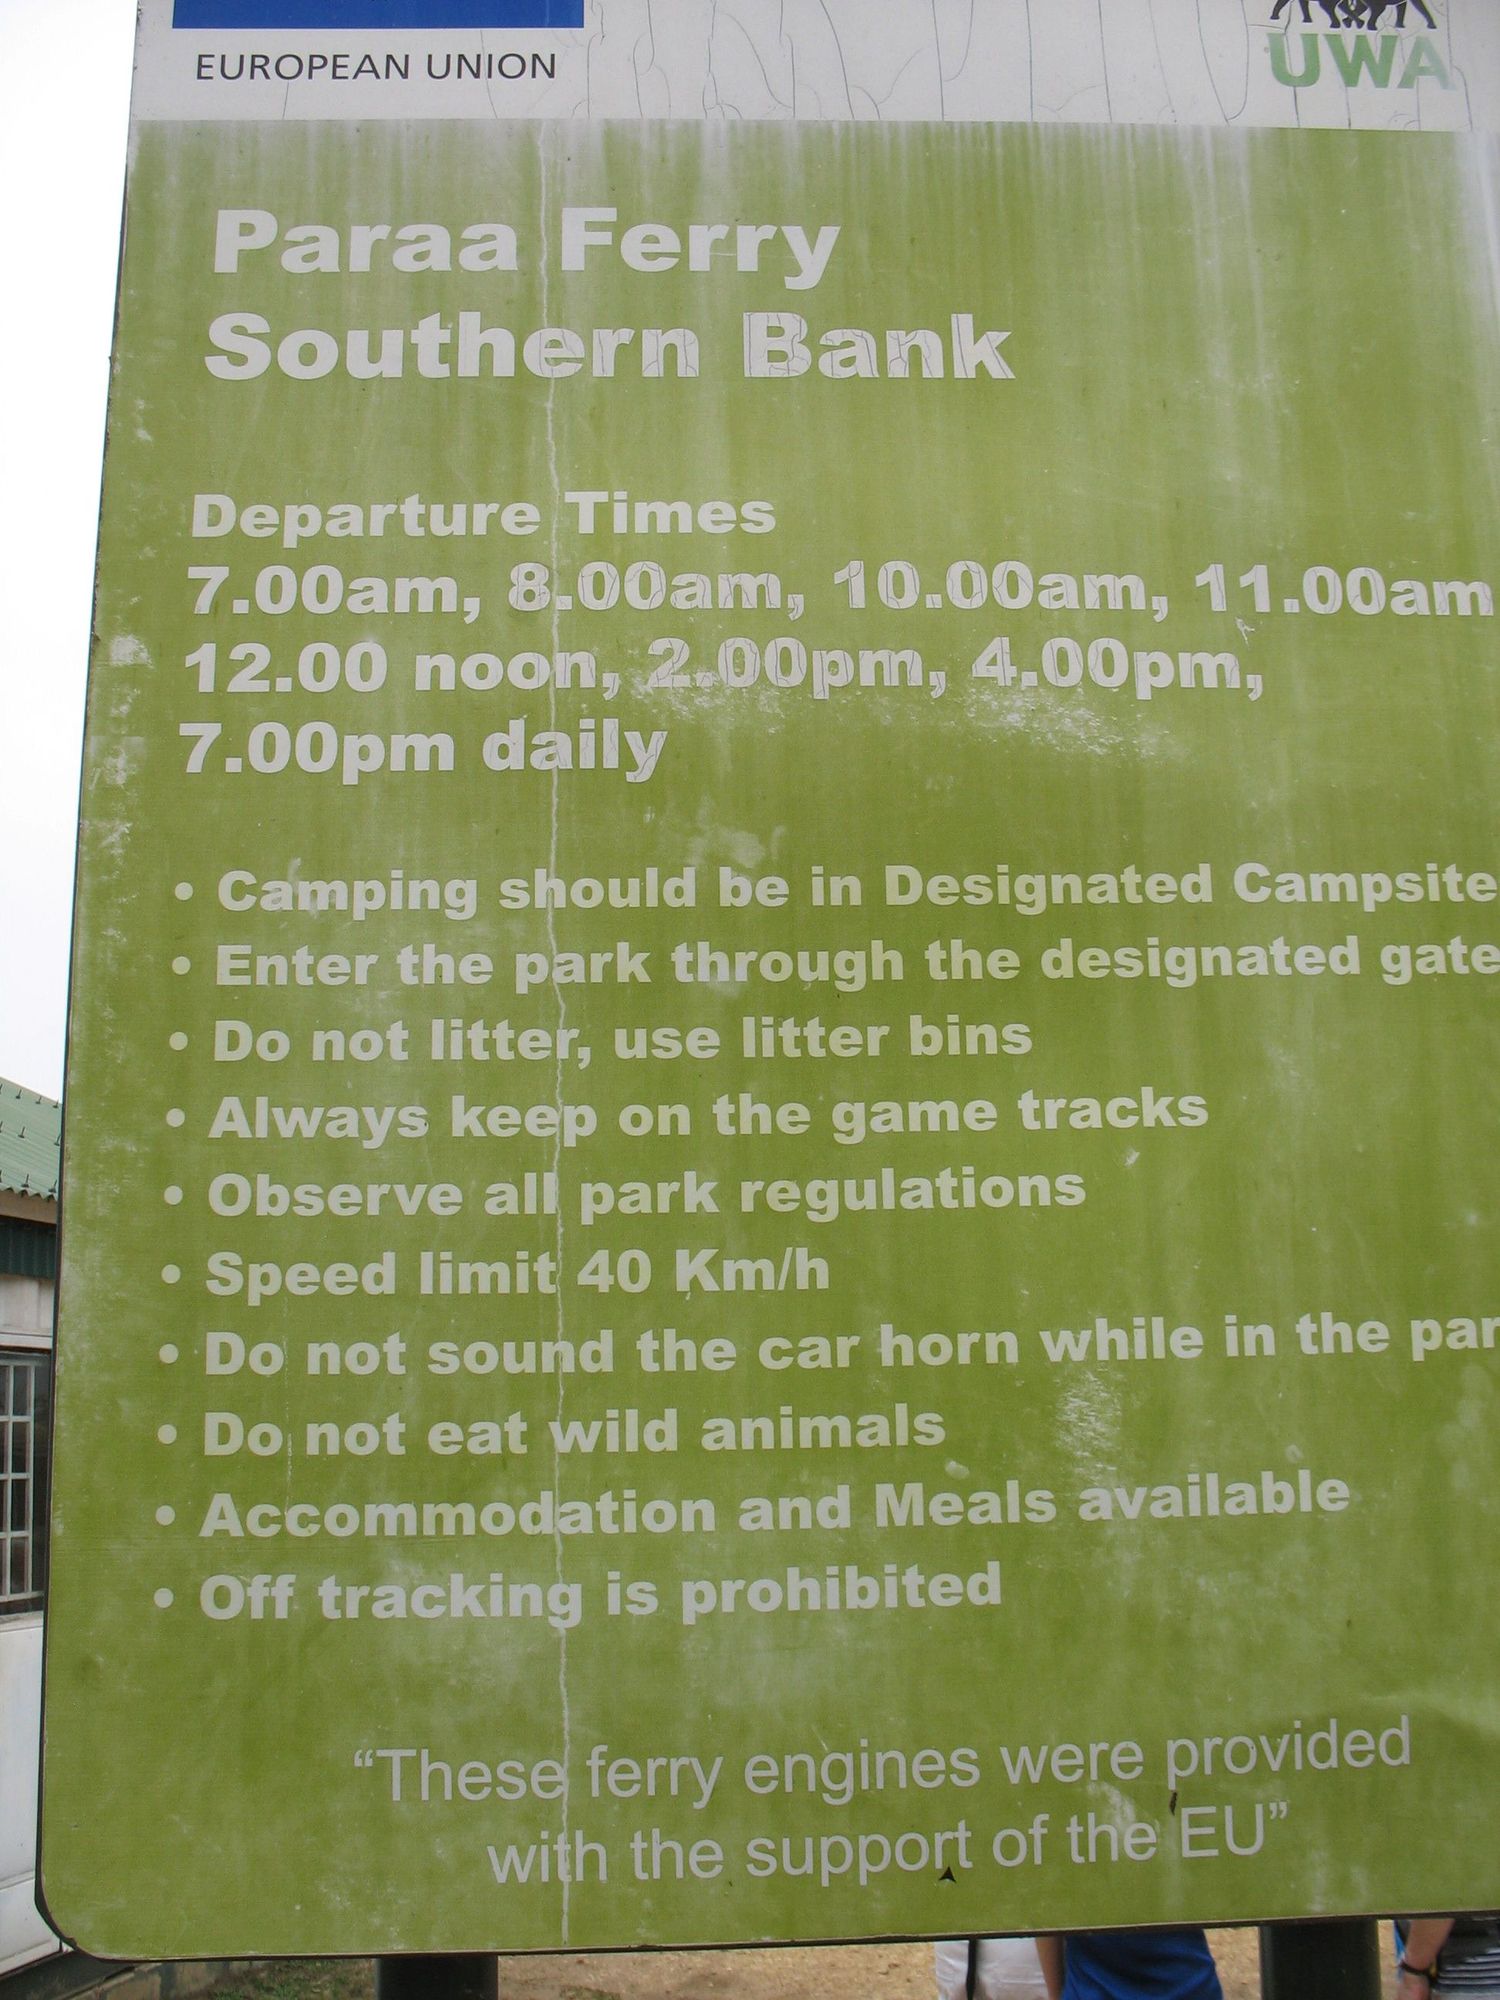 EUROPEAN UNION
UWA
Paraa Ferry
Southern Bank
Departure Times
7.00am, 8.00am, 10.00am, 11.00am
12.00 noon, 2.00pm, 4.00pm,
7.00pm daily
• Camping should be in Designated Campsite
• Enter the park through the designated gate
• Do not litter, use litter bins
• Always keep on the game tracks
• Observe all park regulations
• Speed limit 40 Km/h
• Do not sound the car horn while in the par
• Do not eat wild animals
• Accommodation and Meals available
• Off tracking is prohibited
“These ferry engines were provided
with the support of the EU”